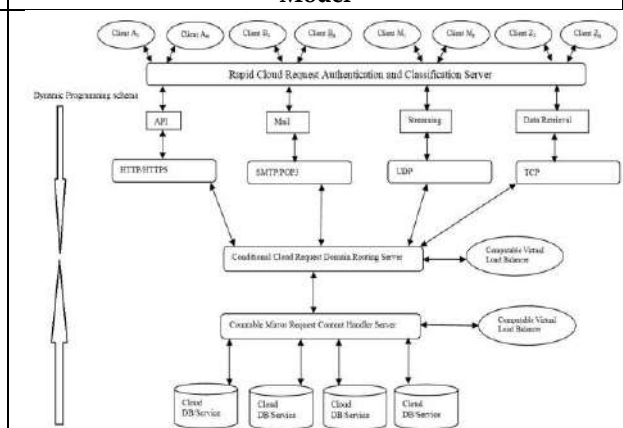 Model
Client A₁
Client Aₙ
Client B₁
Client Bₙ
Client M₁
Client Mₙ
Client Z₁
Client Zₙ
Rapid Cloud Request Authentication and Classification Server
Dynamic Programming schema
API
Mail
Streaming
Data Retrieval
HTTP/HTTPS
SMTP/POP3
UDP
TCP
Conditional Cloud Request Domain Routing Server
Computable Virtual
Load Balancer
Countable Mirror Request Content Handler Server
Computable Virtual
Load Balancer
Cloud
DB/Service
Cloud
DB/Service
Cloud
DB/Service
Cloud
DB/Service